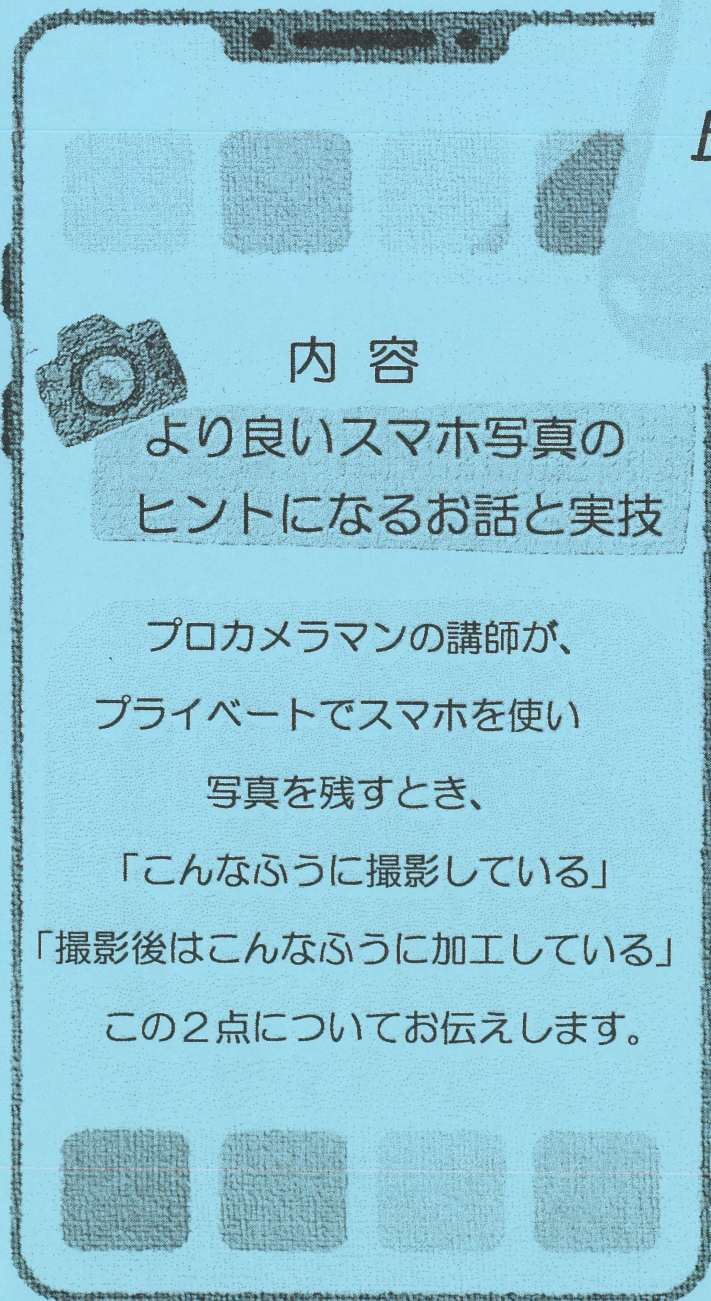 内 容
より良いスマホ写真の
ヒントになるお話と実技
プロカメラマンの講師が、
プライベートでスマホを使い
写真を残すとき、
「こんなふうに撮影している」
「撮影後はこんなふうに加工している」
この2点についてお伝えします。